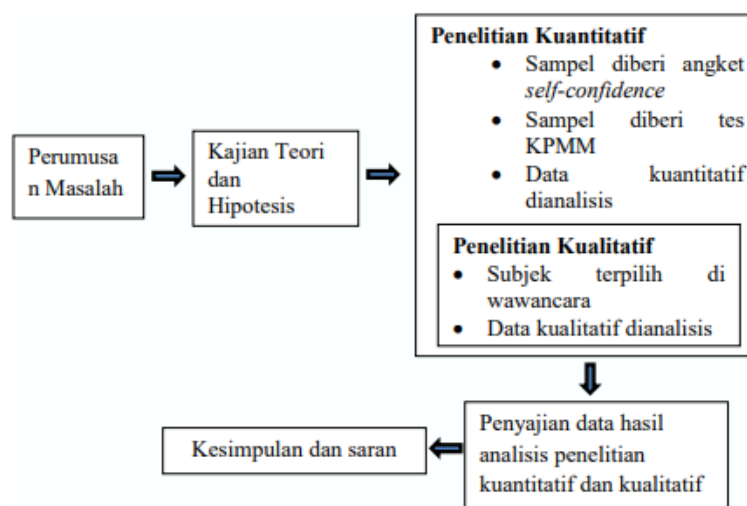 Perumusa
n Masalah
Kajian Teori
dan
Hipotesis
Penelitian Kuantitatif
• Sampel diberi angket
self-confidence
• Sampel diberi tes
KPMM
• Data kuantitatif
dianalisis
Penelitian Kualitatif
• Subjek terpilih di
wawancara
• Data kualitatif dianalisis
Penyajian data hasil
analisis penelitian
kuantitatif dan kualitatif
Kesimpulan dan saran